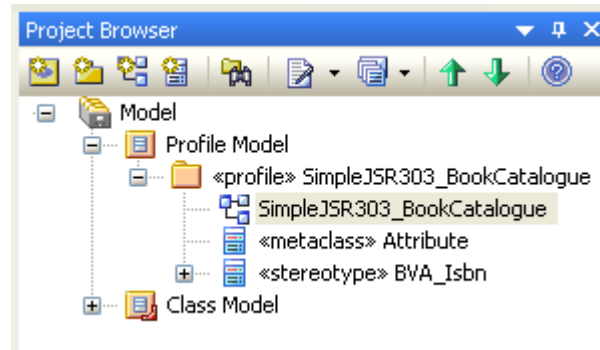 Project Browser
Model
Profile Model
«profile» SimpleJSR303_BookCatalogue
SimpleJSR303_BookCatalogue
«metaclass» Attribute
«stereotype» BVA_Isbn
Class Model